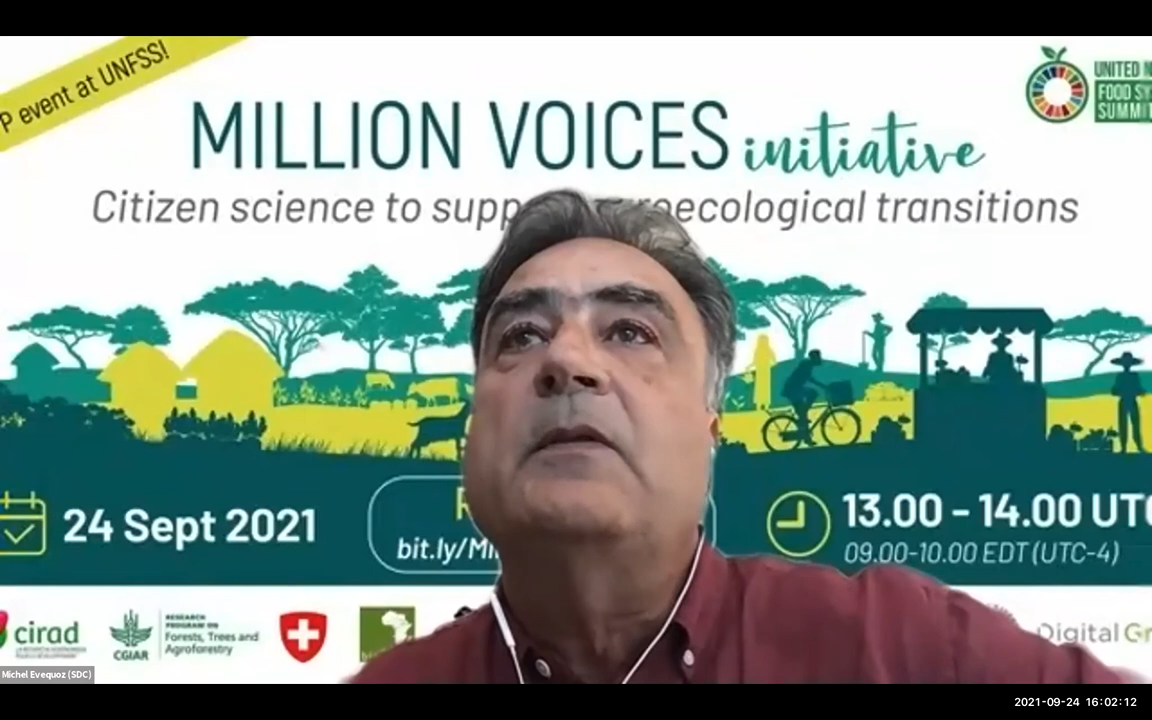 P event at UNFSS!
UNITED N
FOOD SY
SUMMIT
MILLION VOICES initiative
Citizen science to supp roecological transitions
24 Sept 2021
R
bit.ly/Mi
13.00 - 14.00 UTC
09.00-10.00 EDT (UTC-4)
cirad
CGIAR
RESEARCH
PROGRAM ON
Forests, Trees and
Agroforestry
Digital Gr
Michel Evequoz (SDC)
2021-09-24 16:02:12